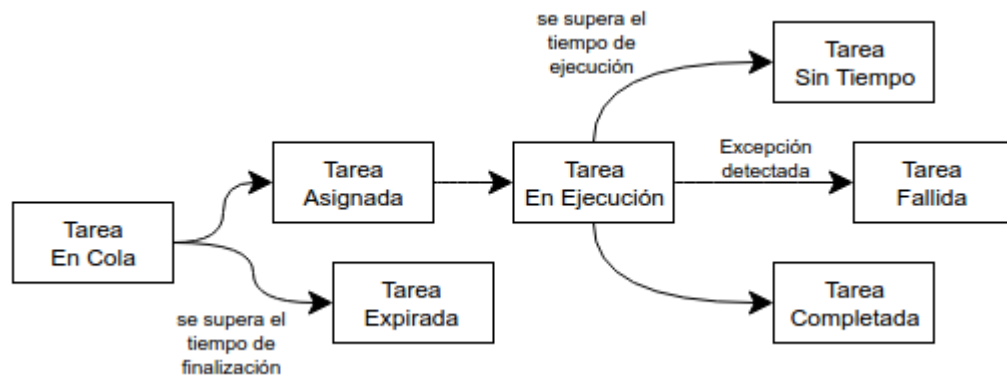 se supera el
tiempo de
ejecución
Tarea
Sin Tiempo
Tarea
Asignada
Tarea
En Ejecución
Excepción
detectada
Tarea
Fallida
Tarea
En Cola
Tarea
Expirada
Tarea
Completada
se supera el
tiempo de
finalización